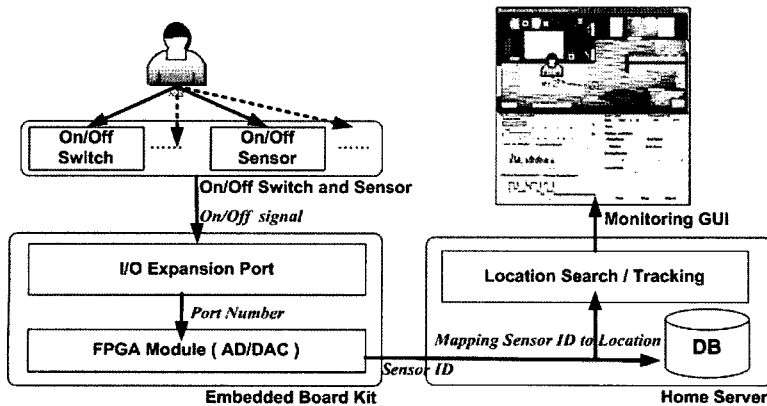 On/Off
Switch
......
On/Off
Sensor
......
On/Off Switch and Sensor
On/Off signal
Monitoring GUI
I/O Expansion Port
Location Search / Tracking
Port Number
FPGA Module ( AD/DAC )
Mapping Sensor ID to Location
DB
Sensor ID
Embedded Board Kit
Home Server